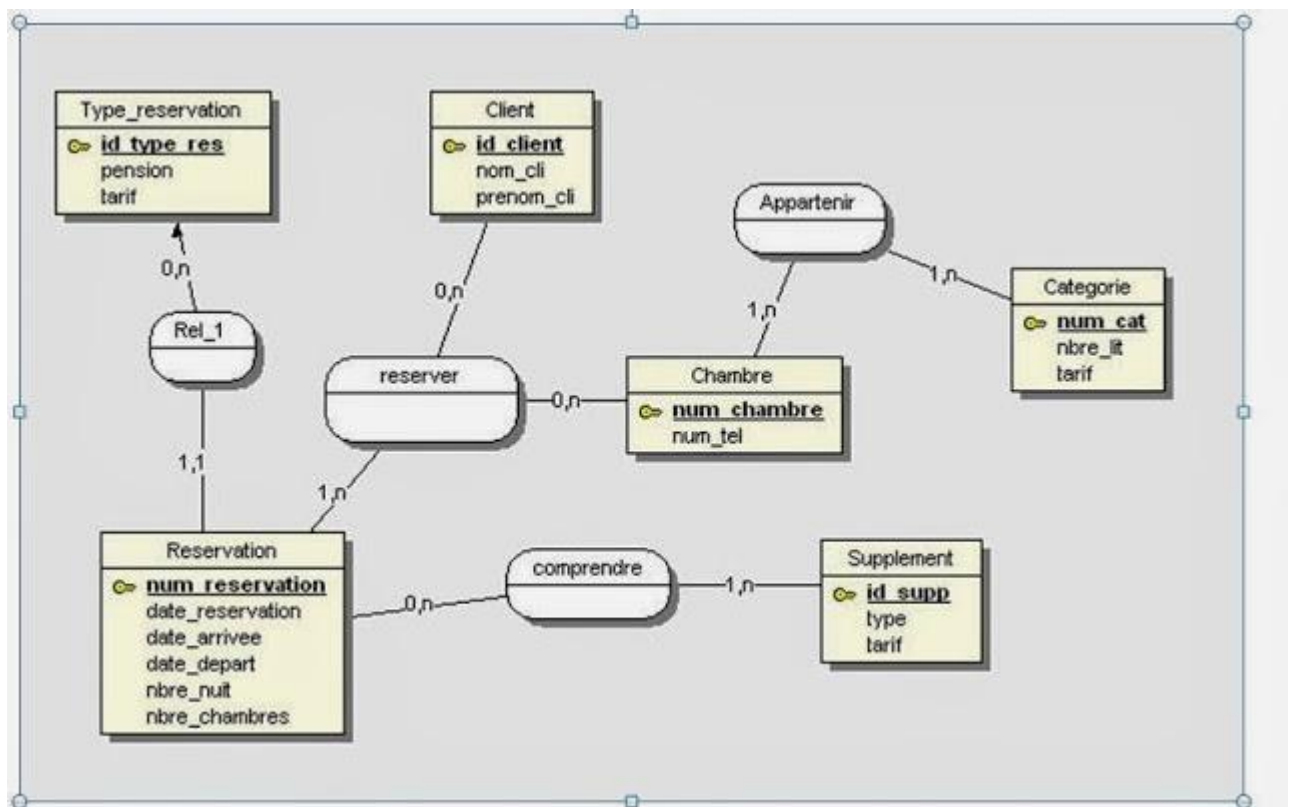 Type_reservation
id_type_res
pension
tarif
Client
id_client
nom_cli
prenom_cli
Appartenir
0,n
0,n
1,n
1,n
Categorie
num_cat
nbre_lit
tarif
Rel_1
reserver
0,n
Chambre
num_chambre
num_tel
1,1
1,n
Reservation
num_reservation
date_reservation
date_arrivee
date_depart
nbre_nuit
nbre_chambres
0,n
comprendre
1,n
Supplement
id_supp
type
tarif